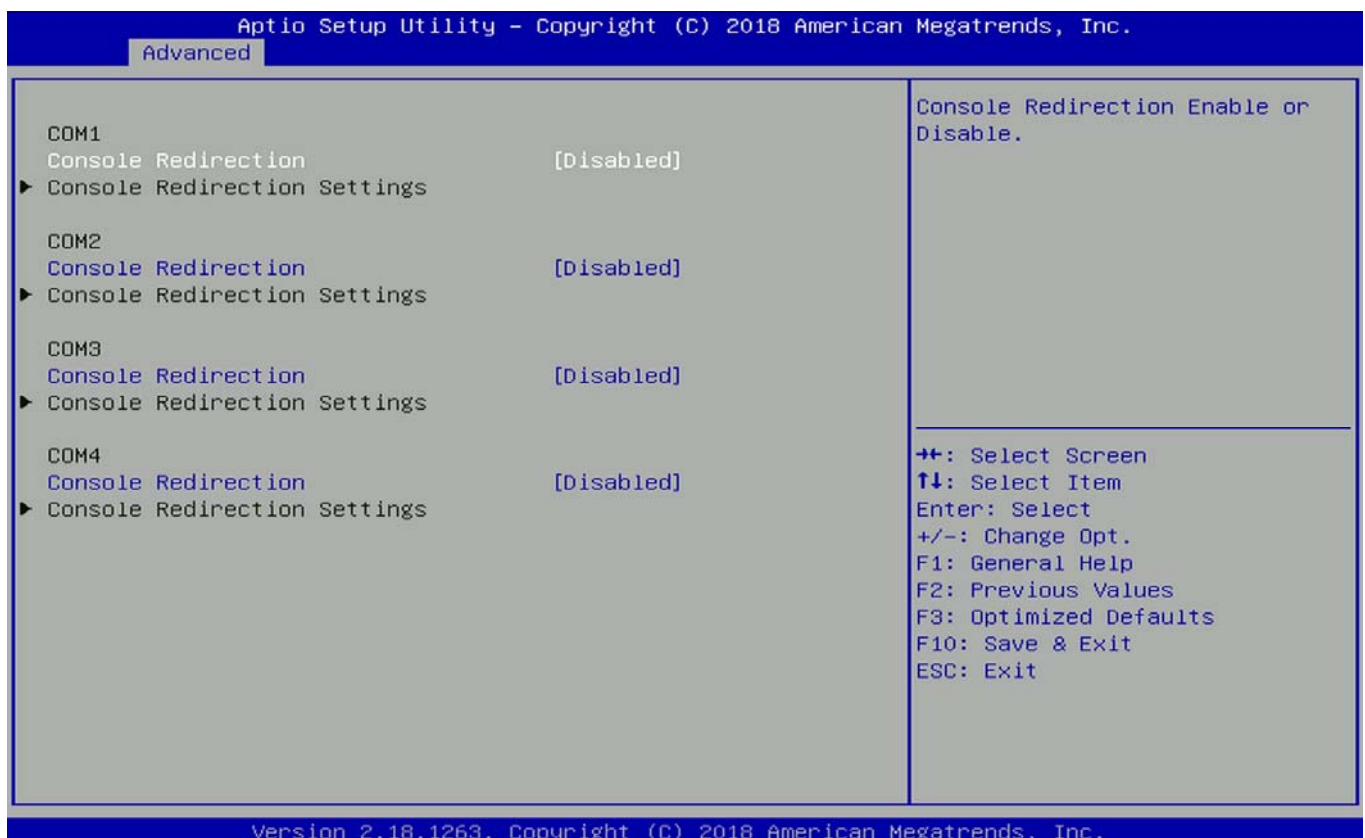 Aptio Setup Utility – Copyright (C) 2018 American Megatrends, Inc.
Advanced
COM1
Console Redirection [Disabled]
▶ Console Redirection Settings
COM2
Console Redirection [Disabled]
▶ Console Redirection Settings
COM3
Console Redirection [Disabled]
▶ Console Redirection Settings
COM4
Console Redirection [Disabled]
▶ Console Redirection Settings
Console Redirection Enable or
Disable.
→←: Select Screen
↑↓: Select Item
Enter: Select
+/-: Change Opt.
F1: General Help
F2: Previous Values
F3: Optimized Defaults
F10: Save & Exit
ESC: Exit
Version 2.18.1263. Copyright (C) 2018 American Megatrends, Inc.